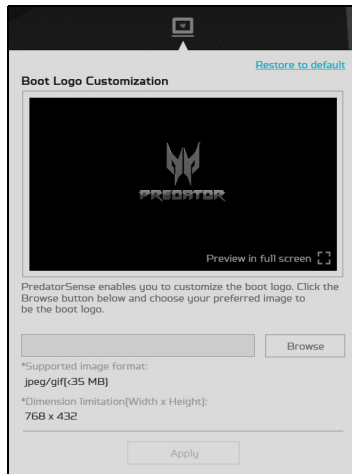 Restore to default
Boot Logo Customization
PREDATOR
Preview in full screen
PredatorSense enables you to customize the boot logo. Click the
Browse button below and choose your preferred image to
be the boot logo.
Browse
*Supported image format:
jpeg/gif(<35 MB)
*Dimension limitation(Width x Height):
768 x 432
Apply